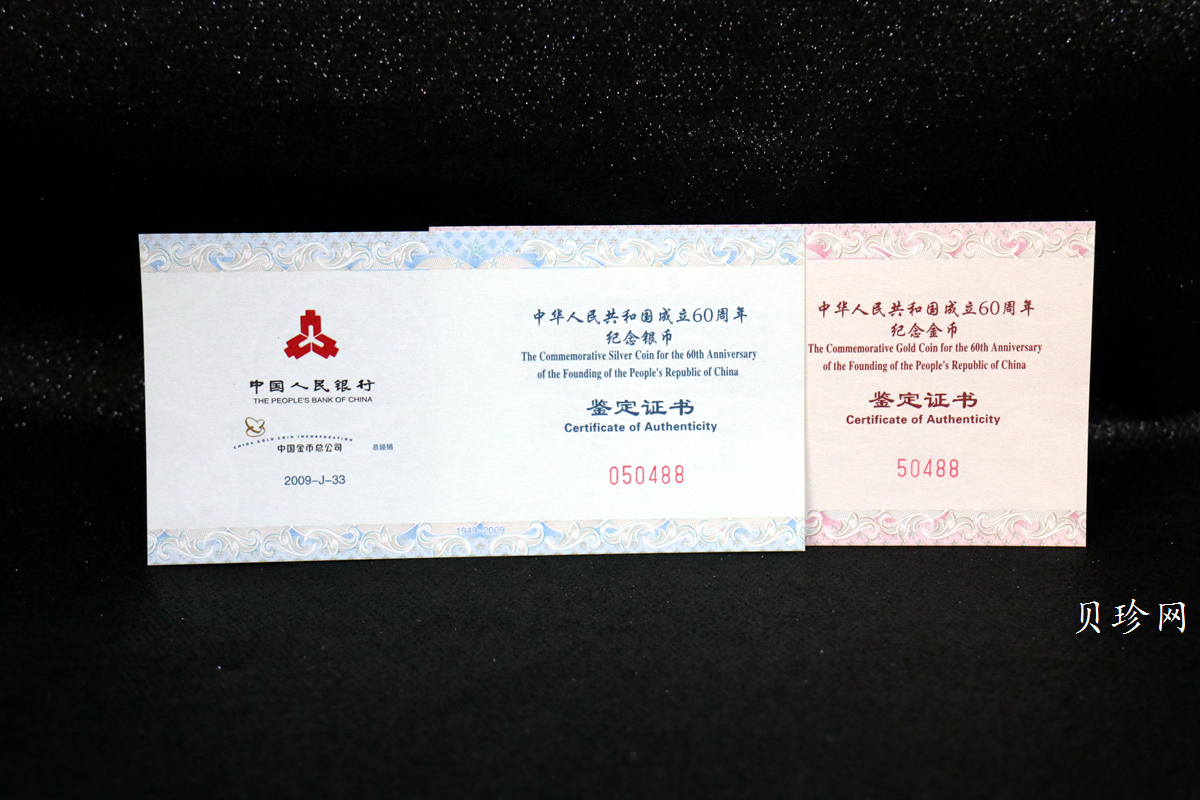 中国人民银行
THE PEOPLE'S BANK OF CHINA
CHINA GOLD COIN INCORPORATION
中国金币总公司 总经销
2009-J-33
1949-2009
中华人民共和国成立60周年
纪念银币
The Commemorative Silver Coin for the 60th Anniversary
of the Founding of the People's Republic of China
鉴定证书
Certificate of Authenticity
050488
中华人民共和国成立60周年
纪念金币
The Commemorative Gold Coin for the 60th Anniversary
of the Founding of the People's Republic of China
鉴定证书
Certificate of Authenticity
50488
贝珍网